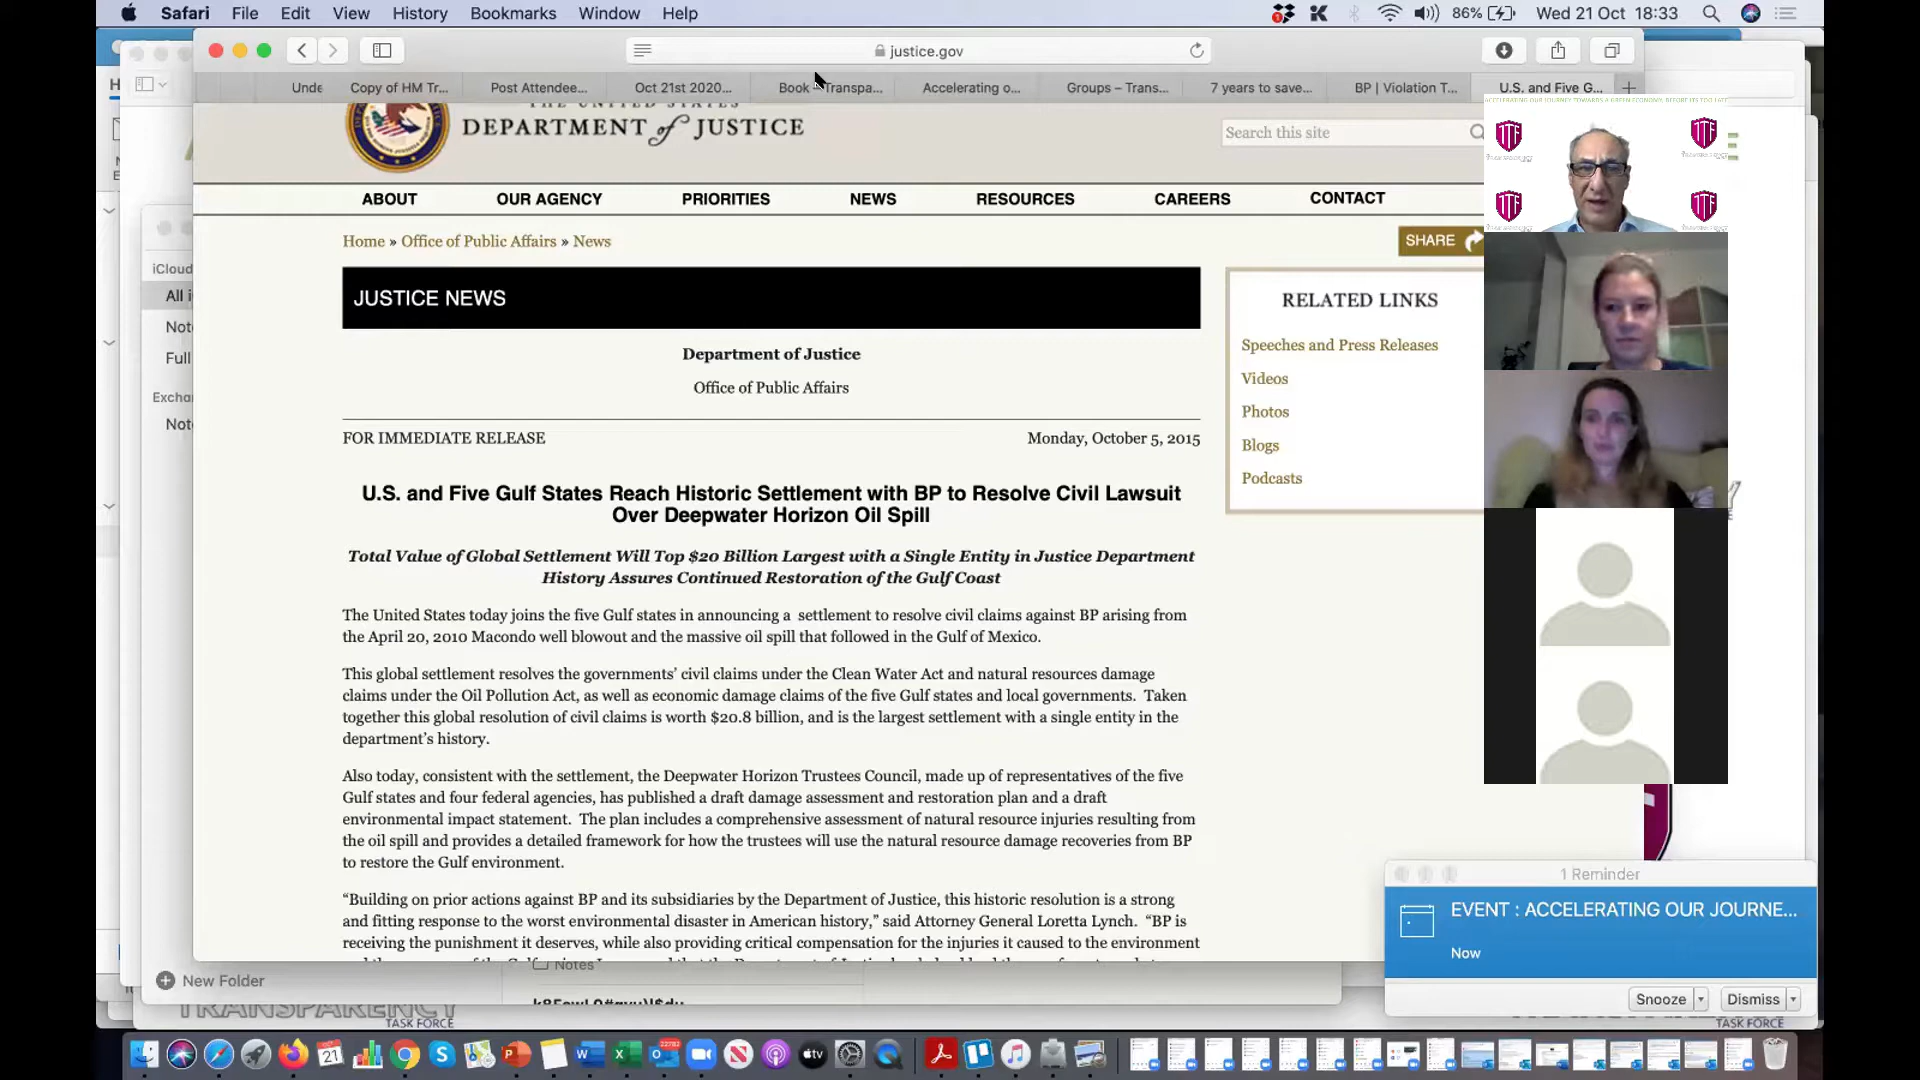 Safari File Edit View History Bookmarks Window Help 86% Wed 21 Oct 18:33
justice.gov
Unde Copy of HM Tr... Post Attendee... Oct 21st 2020... Book Transpa... Accelerating o... Groups – Trans... 7 years to save... BP | Violation T... U.S. and Five G...
THE UNITED STATES
DEPARTMENT of JUSTICE
Search this site
ABOUT OUR AGENCY PRIORITIES NEWS RESOURCES CAREERS CONTACT
Home » Office of Public Affairs » News
SHARE
JUSTICE NEWS
Department of Justice
Office of Public Affairs
FOR IMMEDIATE RELEASE Monday, October 5, 2015
U.S. and Five Gulf States Reach Historic Settlement with BP to Resolve Civil Lawsuit
Over Deepwater Horizon Oil Spill
Total Value of Global Settlement Will Top $20 Billion Largest with a Single Entity in Justice Department
History Assures Continued Restoration of the Gulf Coast
The United States today joins the five Gulf states in announcing a settlement to resolve civil claims against BP arising from
the April 20, 2010 Macondo well blowout and the massive oil spill that followed in the Gulf of Mexico.
This global settlement resolves the governments' civil claims under the Clean Water Act and natural resources damage
claims under the Oil Pollution Act, as well as economic damage claims of the five Gulf states and local governments. Taken
together this global resolution of civil claims is worth $20.8 billion, and is the largest settlement with a single entity in the
department's history.
Also today, consistent with the settlement, the Deepwater Horizon Trustees Council, made up of representatives of the five
Gulf states and four federal agencies, has published a draft damage assessment and restoration plan and a draft
environmental impact statement. The plan includes a comprehensive assessment of natural resource injuries resulting from
the oil spill and provides a detailed framework for how the trustees will use the natural resource damage recoveries from BP
to restore the Gulf environment.
“Building on prior actions against BP and its subsidiaries by the Department of Justice, this historic resolution is a strong
and fitting response to the worst environmental disaster in American history,” said Attorney General Loretta Lynch. “BP is
receiving the punishment it deserves, while also providing critical compensation for the injuries it caused to the environment
RELATED LINKS
Speeches and Press Releases
Videos
Photos
Blogs
Podcasts
iCloud
All i
Not
Full
Excha
Not
Notes
New Folder
TRANSPARENCY
TASK FORCE
TASK FORCE
1 Reminder
EVENT : ACCELERATING OUR JOURNE...
Now
Snooze Dismiss